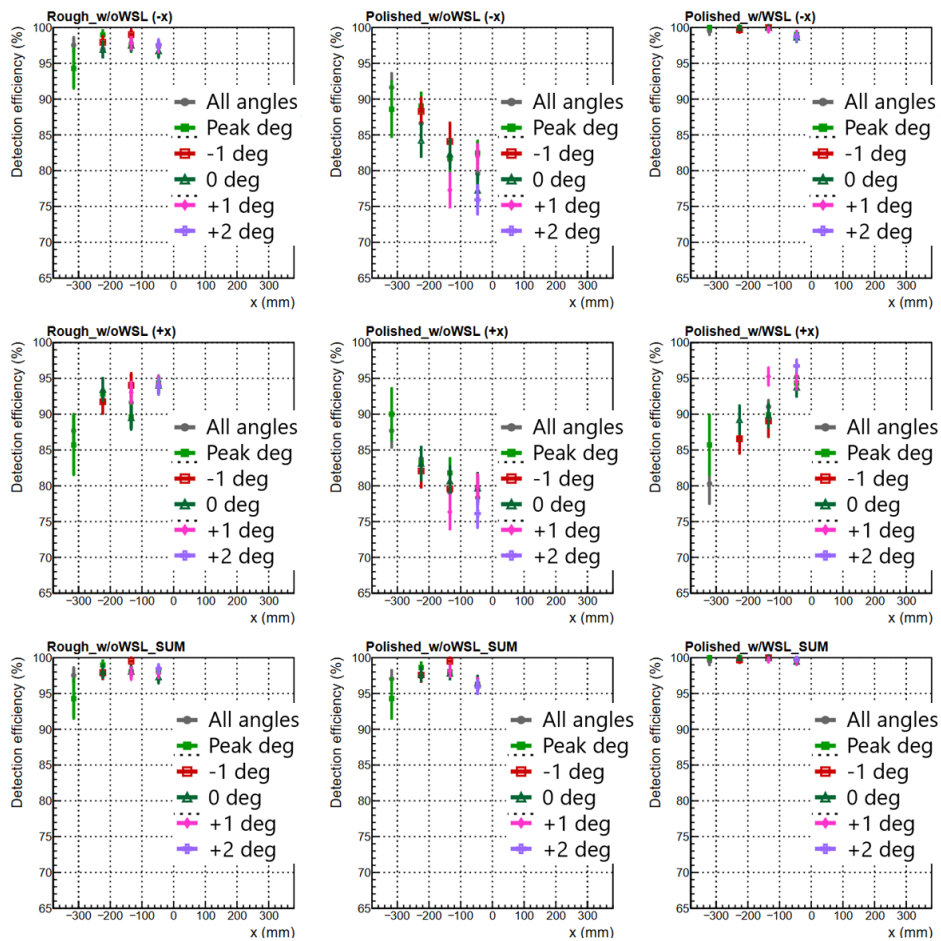 Rough_w/oWSL (-x)
Detection efficiency (%)
100
95
90
85
80
75
70
65
−300 −200 −100 0 100 200 300
x (mm)
All angles
Peak deg
-1 deg
0 deg
+1 deg
+2 deg
Polished_w/oWSL (-x)
Detection efficiency (%)
100
95
90
85
80
75
70
65
−300 −200 −100 0 100 200 300
x (mm)
All angles
Peak deg
-1 deg
0 deg
+1 deg
+2 deg
Polished_w/WSL (-x)
Detection efficiency (%)
100
95
90
85
80
75
70
65
−300 −200 −100 0 100 200 300
x (mm)
All angles
Peak deg
-1 deg
0 deg
+1 deg
+2 deg
Rough_w/oWSL (+x)
Detection efficiency (%)
100
95
90
85
80
75
70
65
−300 −200 −100 0 100 200 300
x (mm)
All angles
Peak deg
-1 deg
0 deg
+1 deg
+2 deg
Polished_w/oWSL (+x)
Detection efficiency (%)
100
95
90
85
80
75
70
65
−300 −200 −100 0 100 200 300
x (mm)
All angles
Peak deg
-1 deg
0 deg
+1 deg
+2 deg
Polished_w/WSL (+x)
Detection efficiency (%)
100
95
90
85
80
75
70
65
−300 −200 −100 0 100 200 300
x (mm)
All angles
Peak deg
-1 deg
0 deg
+1 deg
+2 deg
Rough_w/oWSL_SUM
Detection efficiency (%)
100
95
90
85
80
75
70
65
−300 −200 −100 0 100 200 300
x (mm)
All angles
Peak deg
-1 deg
0 deg
+1 deg
+2 deg
Polished_w/oWSL_SUM
Detection efficiency (%)
100
95
90
85
80
75
70
65
−300 −200 −100 0 100 200 300
x (mm)
All angles
Peak deg
-1 deg
0 deg
+1 deg
+2 deg
Polished_w/WSL_SUM
Detection efficiency (%)
100
95
90
85
80
75
70
65
−300 −200 −100 0 100 200 300
x (mm)
All angles
Peak deg
-1 deg
0 deg
+1 deg
+2 deg